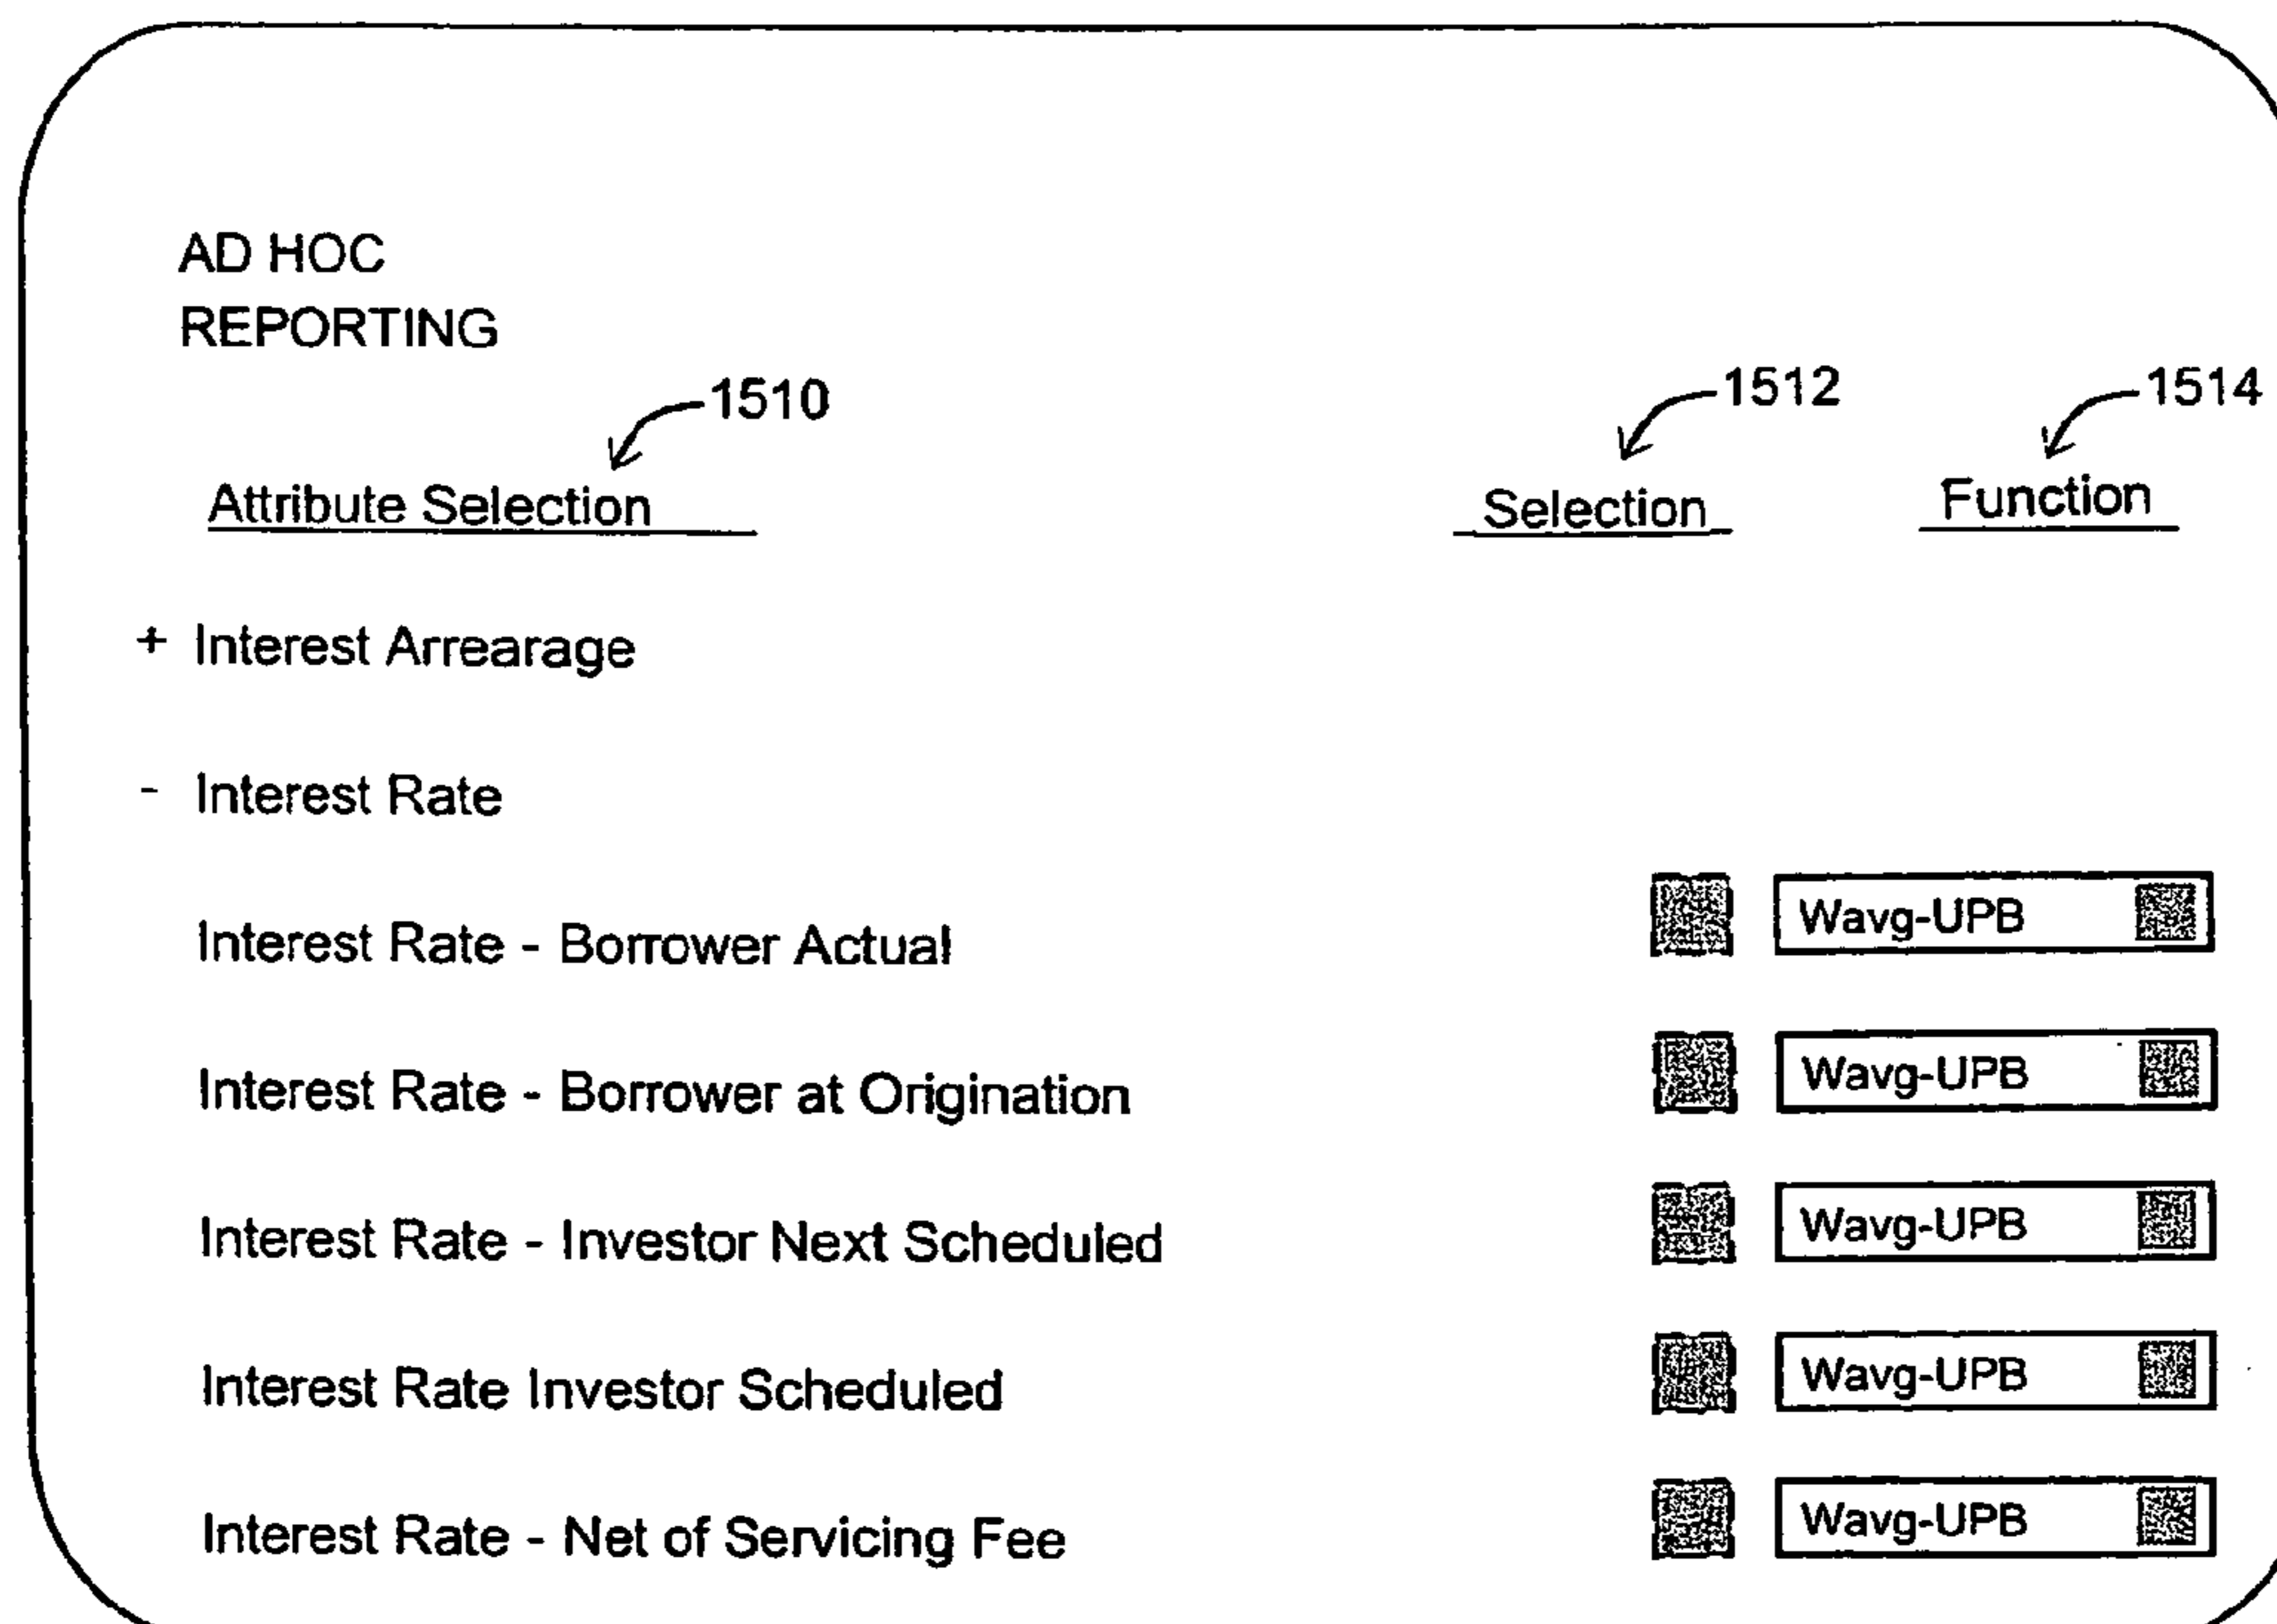 AD HOC
REPORTING
1510
1512
1514
Attribute Selection
Selection
Function
+ Interest Arrearage
- Interest Rate
Interest Rate - Borrower Actual
Wavg-UPB
Interest Rate - Borrower at Origination
Wavg-UPB
Interest Rate - Investor Next Scheduled
Wavg-UPB
Interest Rate Investor Scheduled
Wavg-UPB
Interest Rate - Net of Servicing Fee
Wavg-UPB